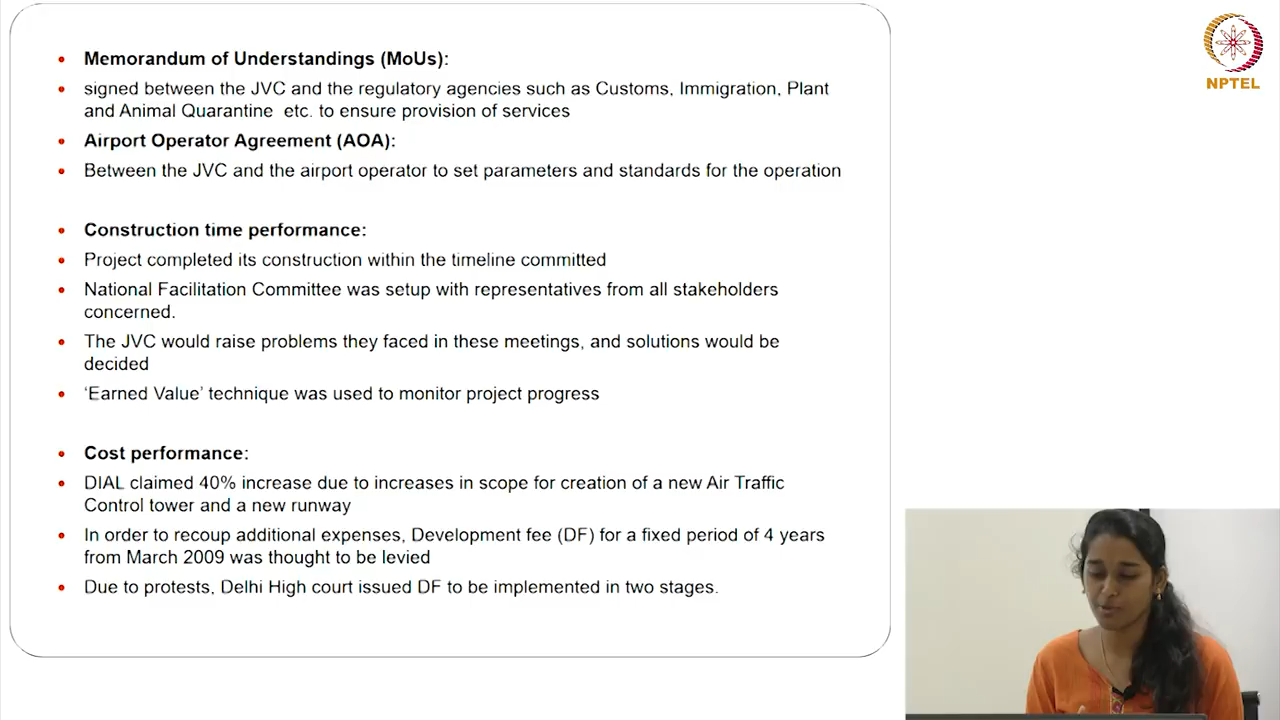 Memorandum of Understandings (MoUs):
signed between the JVC and the regulatory agencies such as Customs, Immigration, Plant
and Animal Quarantine etc. to ensure provision of services
Airport Operator Agreement (AOA):
Between the JVC and the airport operator to set parameters and standards for the operation
Construction time performance:
Project completed its construction within the timeline committed
National Facilitation Committee was setup with representatives from all stakeholders
concerned.
The JVC would raise problems they faced in these meetings, and solutions would be
decided
‘Earned Value’ technique was used to monitor project progress
Cost performance:
DIAL claimed 40% increase due to increases in scope for creation of a new Air Traffic
Control tower and a new runway
In order to recoup additional expenses, Development fee (DF) for a fixed period of 4 years
from March 2009 was thought to be levied
Due to protests, Delhi High court issued DF to be implemented in two stages.
NPTEL